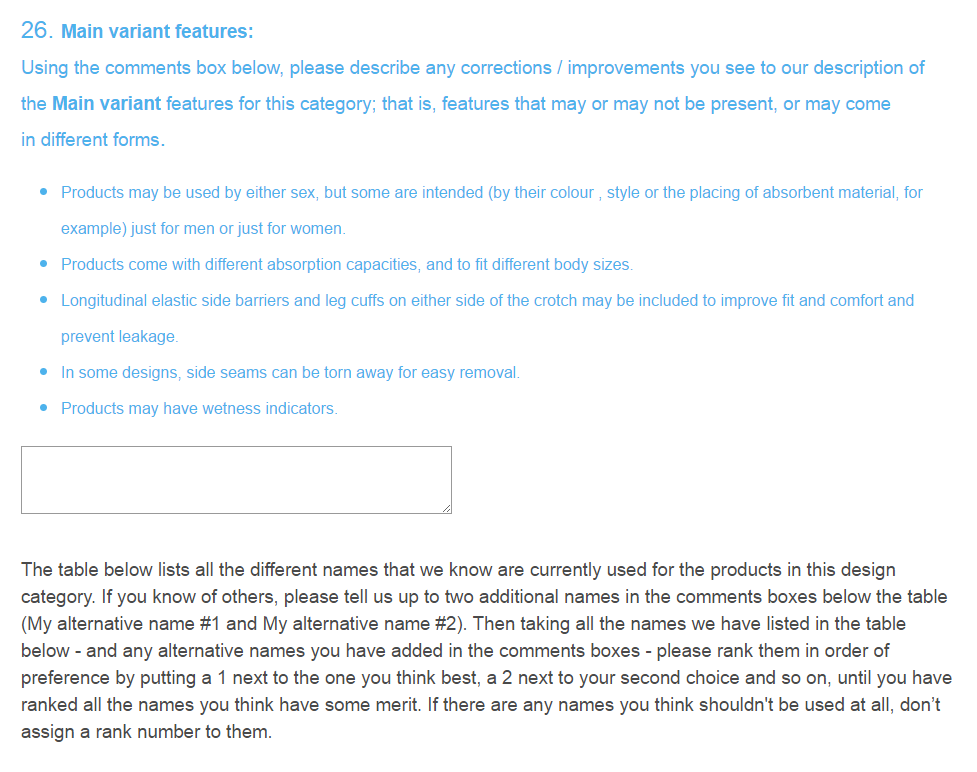 26. Main variant features:
Using the comments box below, please describe any corrections / improvements you see to our description of
the Main variant features for this category; that is, features that may or may not be present, or may come
in different forms.
• Products may be used by either sex, but some are intended (by their colour , style or the placing of absorbent material, for
example) just for men or just for women.
• Products come with different absorption capacities, and to fit different body sizes.
• Longitudinal elastic side barriers and leg cuffs on either side of the crotch may be included to improve fit and comfort and
prevent leakage.
• In some designs, side seams can be torn away for easy removal.
• Products may have wetness indicators.
The table below lists all the different names that we know are currently used for the products in this design
category. If you know of others, please tell us up to two additional names in the comments boxes below the table
(My alternative name #1 and My alternative name #2). Then taking all the names we have listed in the table
below - and any alternative names you have added in the comments boxes - please rank them in order of
preference by putting a 1 next to the one you think best, a 2 next to your second choice and so on, until you have
ranked all the names you think have some merit. If there are any names you think shouldn't be used at all, don’t
assign a rank number to them.